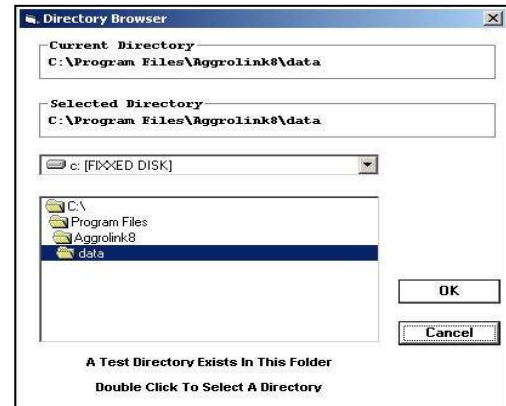 Directory Browser
Current Directory
C:\Program Files\Aggrolink8\data
Selected Directory
C:\Program Files\Aggrolink8\data
c: [FIXXED DISK]
C:\
Program Files
Aggrolink8
data
OK
Cancel
A Test Directory Exists In This Folder
Double Click To Select A Directory